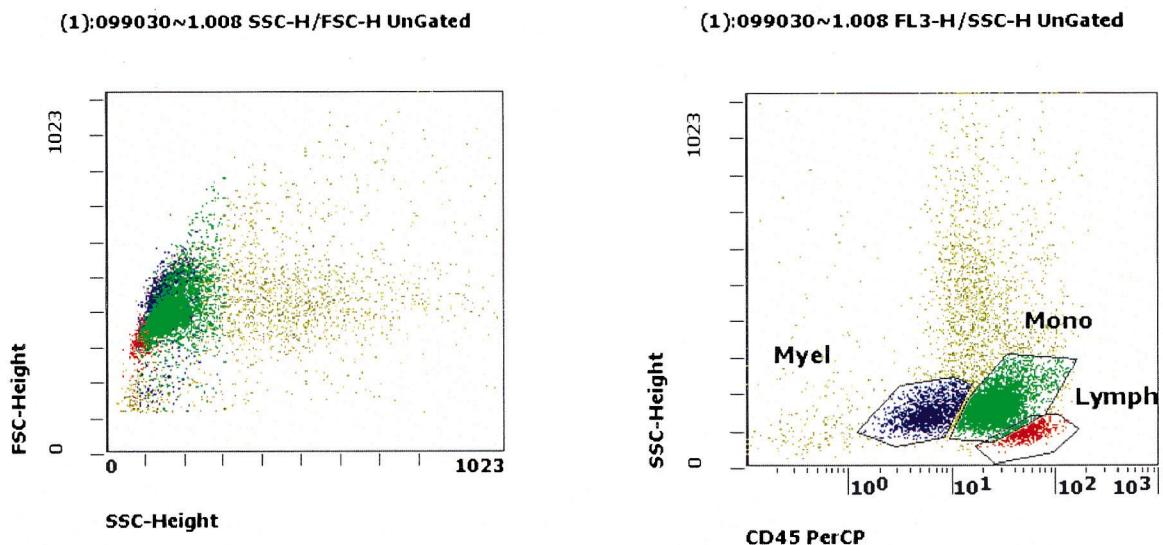 (1):099030~1.008 SSC-H/FSC-H UnGated
1023
0
FSC-Height
0
1023
SSC-Height
(1):099030~1.008 FL3-H/SSC-H UnGated
1023
0
SSC-Height
Myel
Mono
Lymph
10⁰ 10¹ 10² 10³
CD45 PerCP